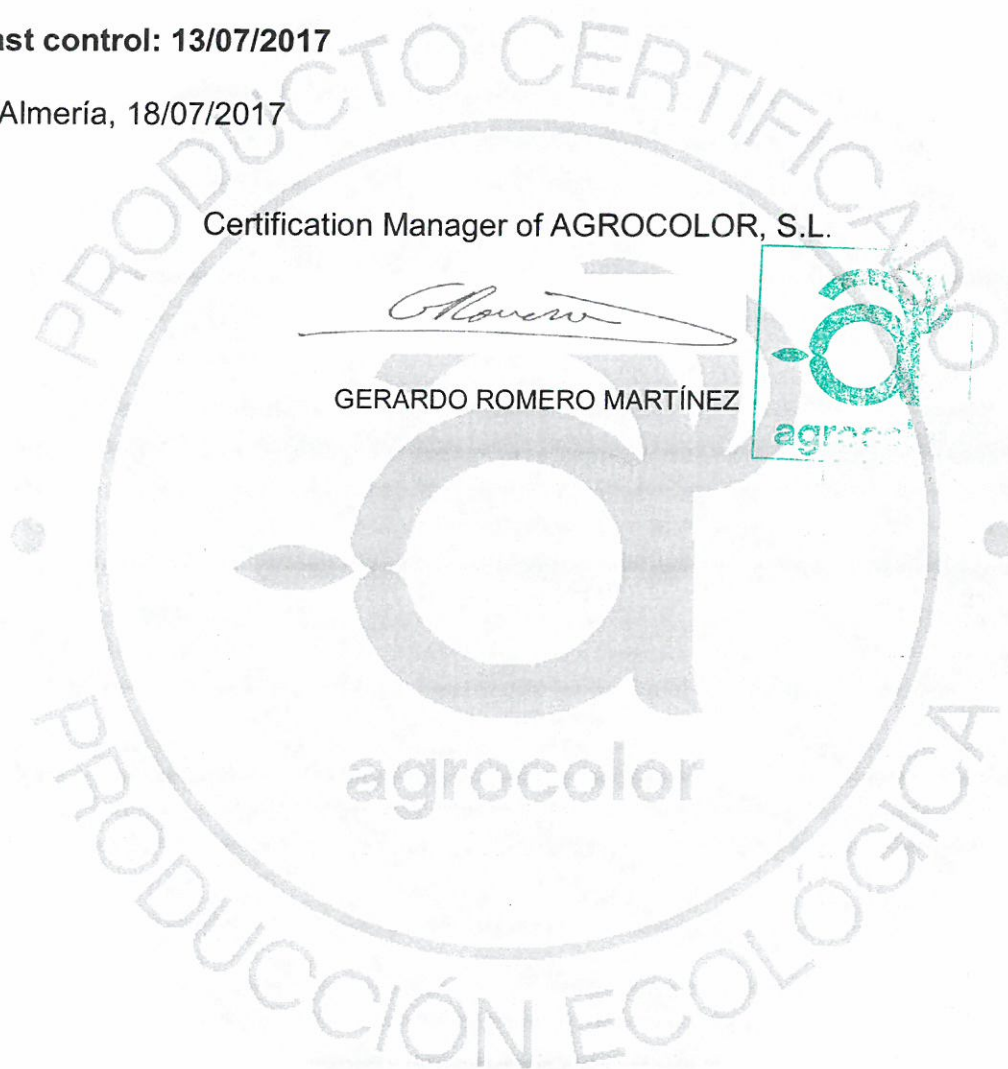 ast control: 13/07/2017
Almería, 18/07/2017
PRODUCTO CERTIFICADO
Certification Manager of AGROCOLOR, S.L.
GRomero
GERARDO ROMERO MARTÍNEZ
agrocolor
PRODUCCIÓN ECOLÓGICA